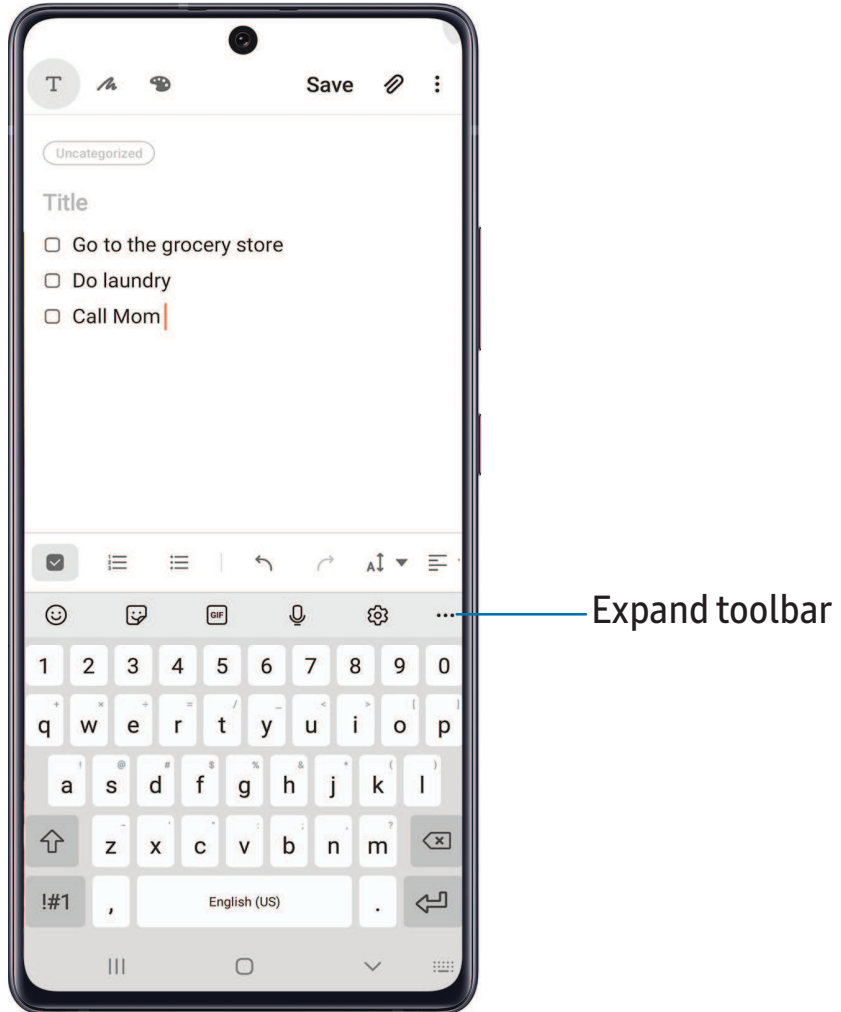 T Save
Uncategorized
Title
Go to the grocery store
Do laundry
Call Mom
A
GIF
Expand toolbar
1 2 3 4 5 6 7 8 9 0
q w e r t y u i o p
a s d f g h j k l
z x c v b n m
!#1 , English (US) .